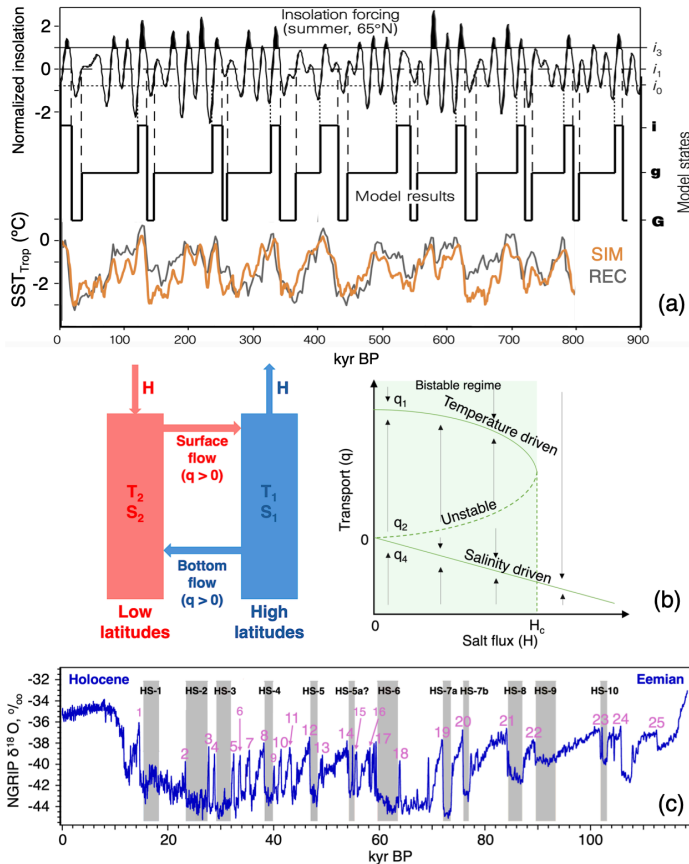 Insolation forcing
(summer, 65°N)
Normalized insolation
2
0
-2
i3
i1
i0
i
g
G
Model states
Model results
SSTTrop (ºC)
0
-2
SIM
REC
(a)
0 100 200 300 400 500 600 700 800 900
kyr BP
H
H
Surface
flow
(q > 0)
T2
S2
T1
S1
Bottom
flow
(q > 0)
Low
latitudes
High
latitudes
Bistable regime
q1
Temperature driven
Transport (q)
Unstable
q2
0
q4
Salinity driven
(b)
0
Hc
Salt flux (H)
NGRIP δ18 O, °/oo
-32
-34
-36
-38
-40
-42
-44
Holocene
HS-1 HS-2 HS-3 HS-4 HS-5 HS-5a? HS-6 HS-7a HS-7b HS-8 HS-9 HS-10
Eemian
1 2 3 4 5 6 7 8 9 10 11 12 13 14 15 16 17 18 19 20 21 22 23 24 25
(c)
0 20 40 60 80 100
kyr BP